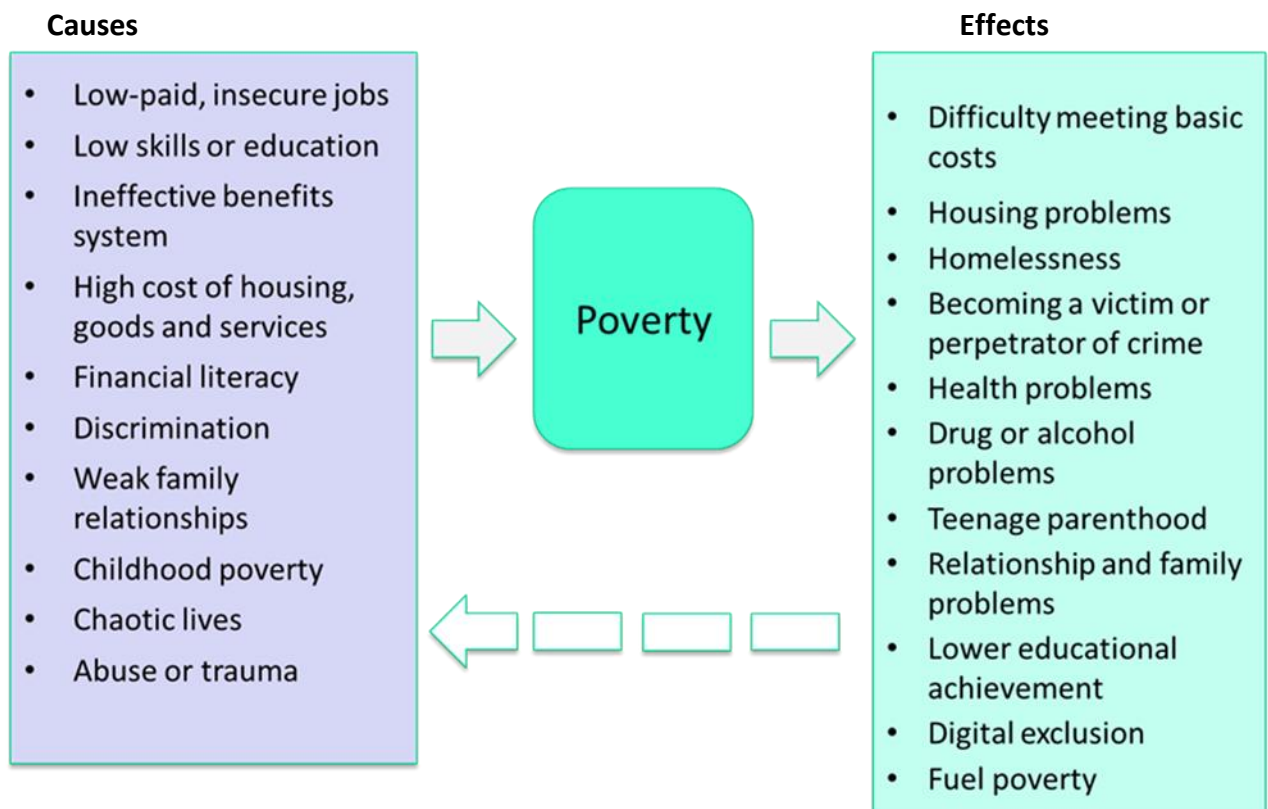 Causes
• Low-paid, insecure jobs
• Low skills or education
• Ineffective benefits
system
• High cost of housing,
goods and services
• Financial literacy
• Discrimination
• Weak family
relationships
• Childhood poverty
• Chaotic lives
• Abuse or trauma
Poverty
Effects
• Difficulty meeting basic
costs
• Housing problems
• Homelessness
• Becoming a victim or
perpetrator of crime
• Health problems
• Drug or alcohol
problems
• Teenage parenthood
• Relationship and family
problems
• Lower educational
achievement
• Digital exclusion
• Fuel poverty